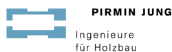 PIRMIN JUNG
Ingenieure
für Holzbau